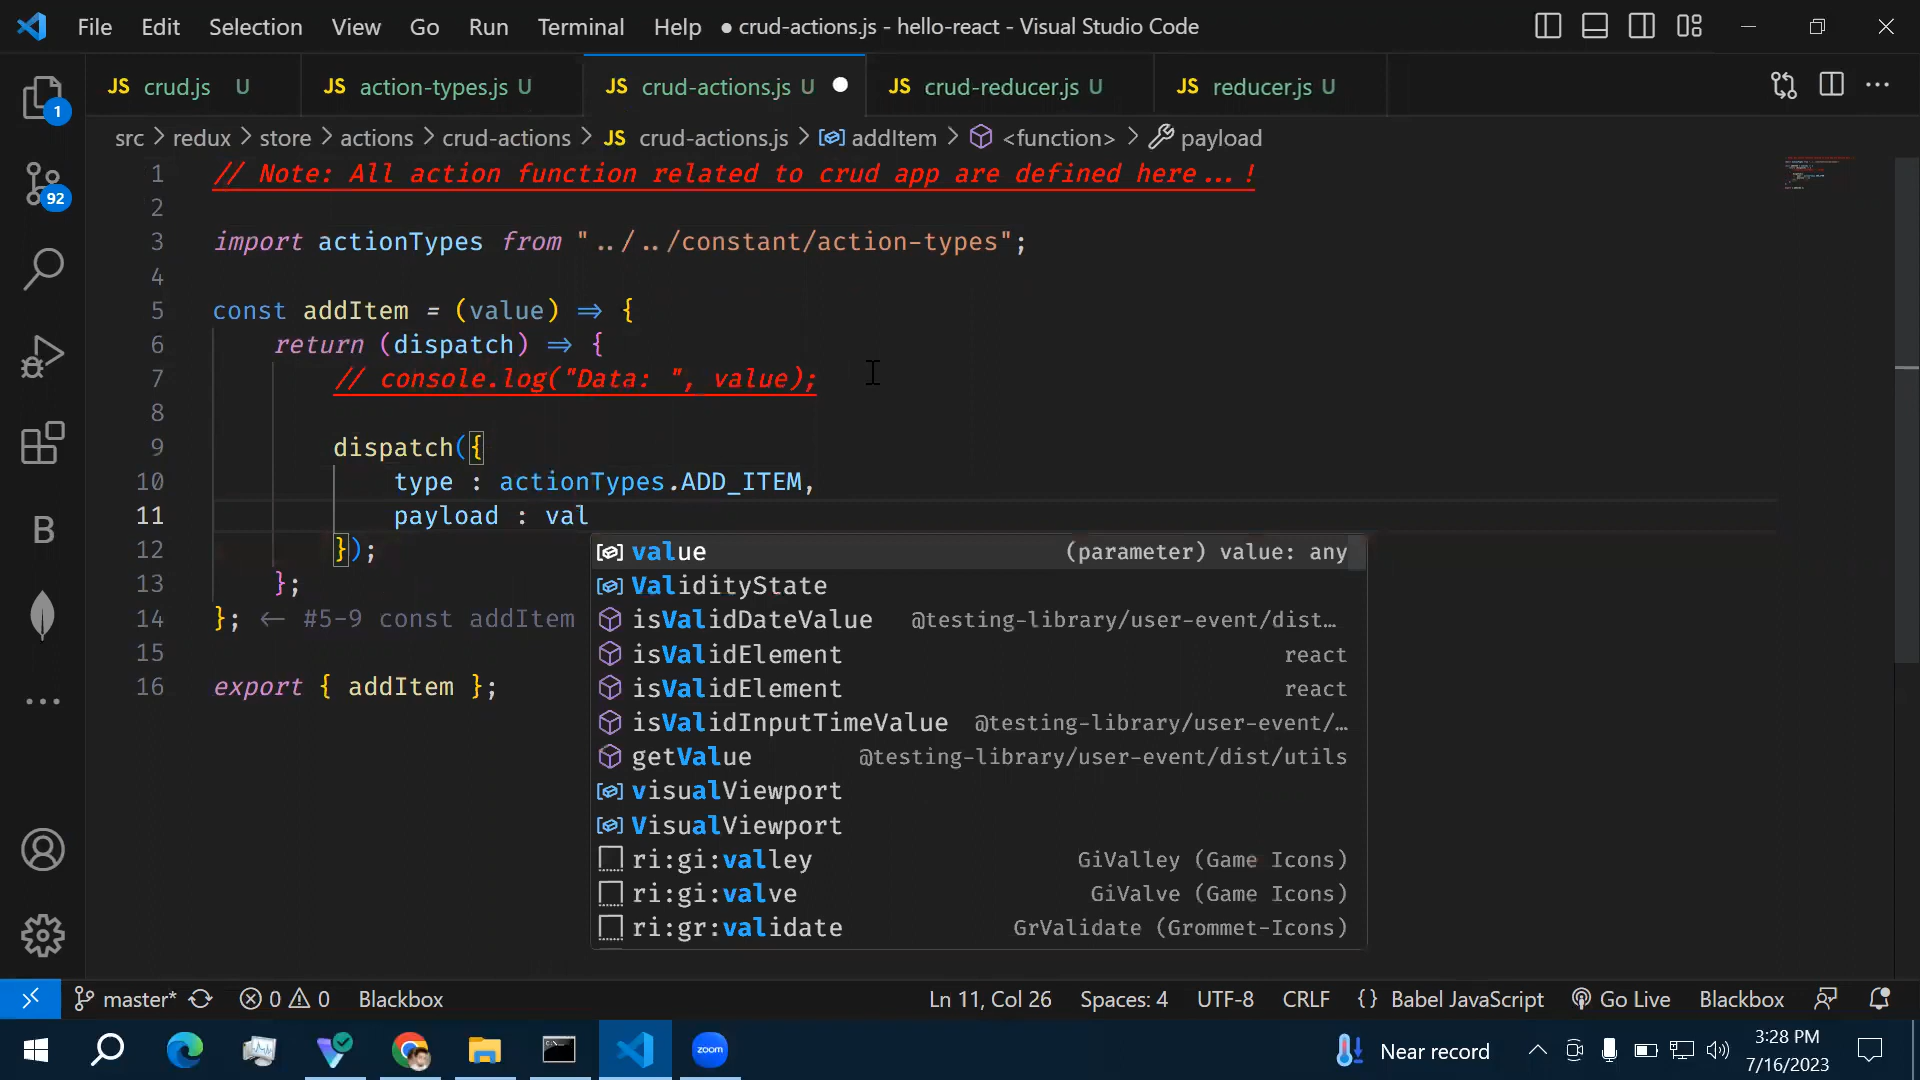 File Edit Selection View Go Run Terminal Help ● crud-actions.js - hello-react - Visual Studio Code
JS crud.js U JS action-types.js U JS crud-actions.js U JS crud-reducer.js U JS reducer.js U
src > redux > store > actions > crud-actions > JS crud-actions.js > addItem > <function> > payload
1 // Note: All action function related to crud app are defined here...!
2
3 import actionTypes from "../../constant/action-types";
4
5 const addItem = (value) => {
6 return (dispatch) => {
7 // console.log("Data: ", value);
8
9 dispatch({
10 type : actionTypes.ADD_ITEM,
11 payload : val
12 });
13 };
14 }; <- #5-9 const addItem
15
16 export { addItem };
value (parameter) value: any
ValidityState
isValidDateValue @testing-library/user-event/dist…
isValidElement react
isValidElement react
isValidInputTimeValue @testing-library/user-event/…
getValue @testing-library/user-event/dist/utils
visualViewport
VisualViewport
ri:gi:valley GiValley (Game Icons)
ri:gi:valve GiValve (Game Icons)
ri:gr:validate GrValidate (Grommet-Icons)
1
92
B
master* 0 0 Blackbox Ln 11, Col 26 Spaces: 4 UTF-8 CRLF {} Babel JavaScript Go Live Blackbox
zoom Near record 3:28 PM
7/16/2023